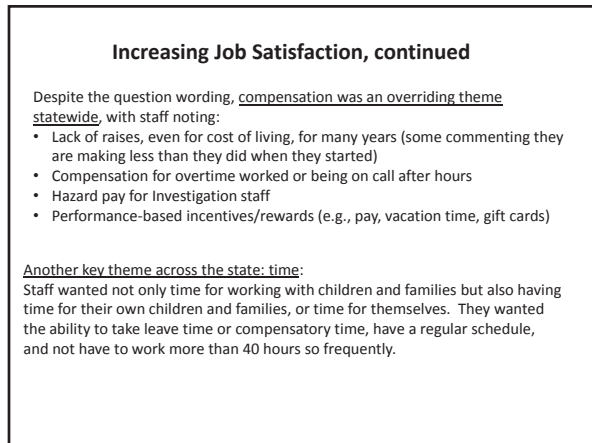 Increasing Job Satisfaction, continued
Despite the question wording, compensation was an overriding theme
statewide, with staff noting:
• Lack of raises, even for cost of living, for many years (some commenting they
are making less than they did when they started)
• Compensation for overtime worked or being on call after hours
• Hazard pay for Investigation staff
• Performance-based incentives/rewards (e.g., pay, vacation time, gift cards)
Another key theme across the state: time:
Staff wanted not only time for working with children and families but also having
time for their own children and families, or time for themselves.  They wanted
the ability to take leave time or compensatory time, have a regular schedule,
and not have to work more than 40 hours so frequently.